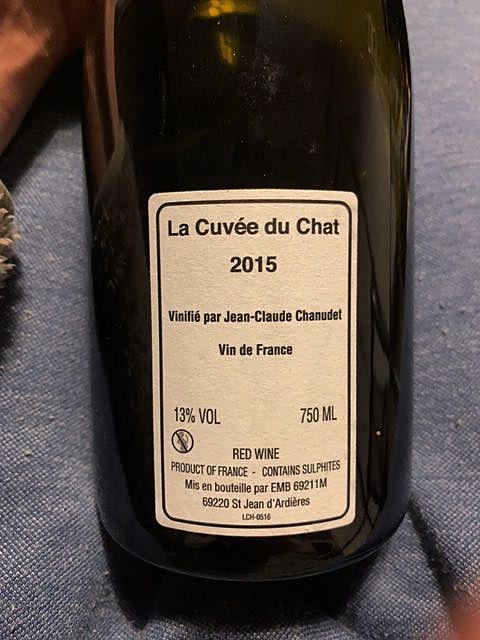 La Cuvée du Chat
2015
Vinifié par Jean-Claude Chanudet
Vin de France
13% VOL 750 ML
RED WINE
PRODUCT OF FRANCE - CONTAINS SULPHITES
Mis en bouteille par EMB 69211M
69220 St Jean d'Ardières
LCH-0516